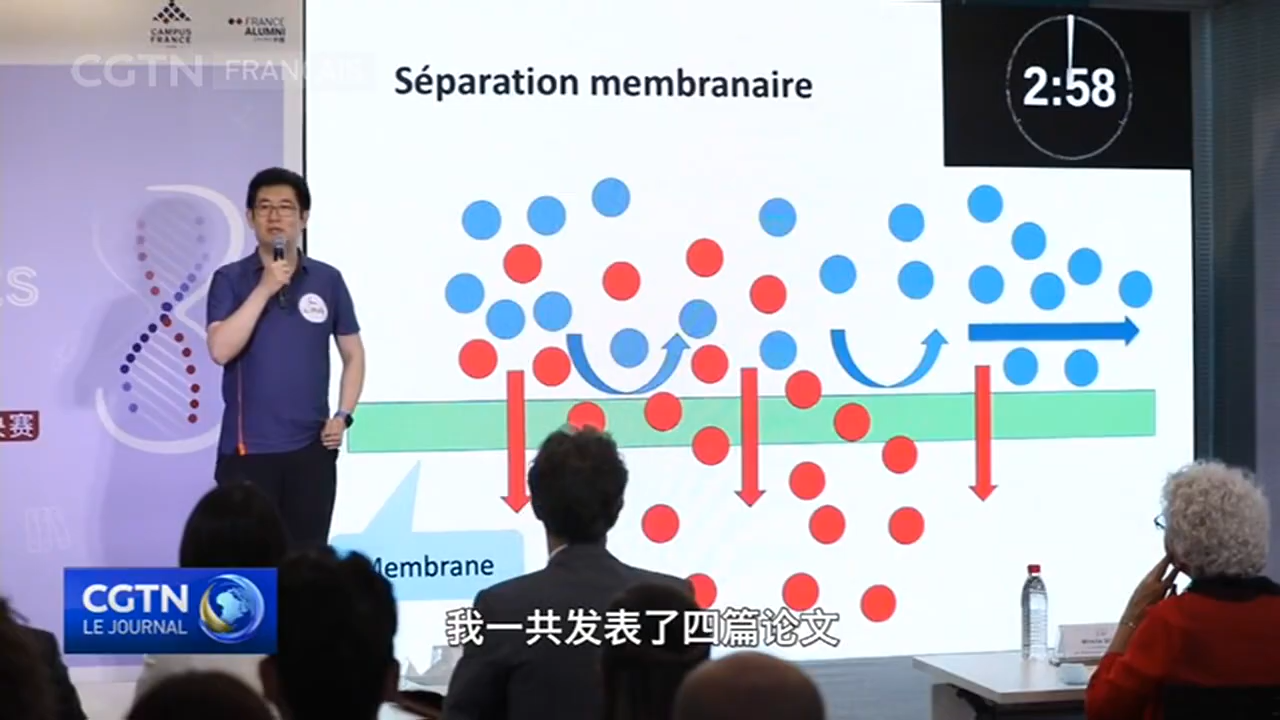 CAMPUS
FRANCE
FRANCE
ALUMNI
CGTN FRANÇAIS
Séparation membranaire
2:58
赛
Membrane
CGTN
LE JOURNAL
我一共发表了四篇论文